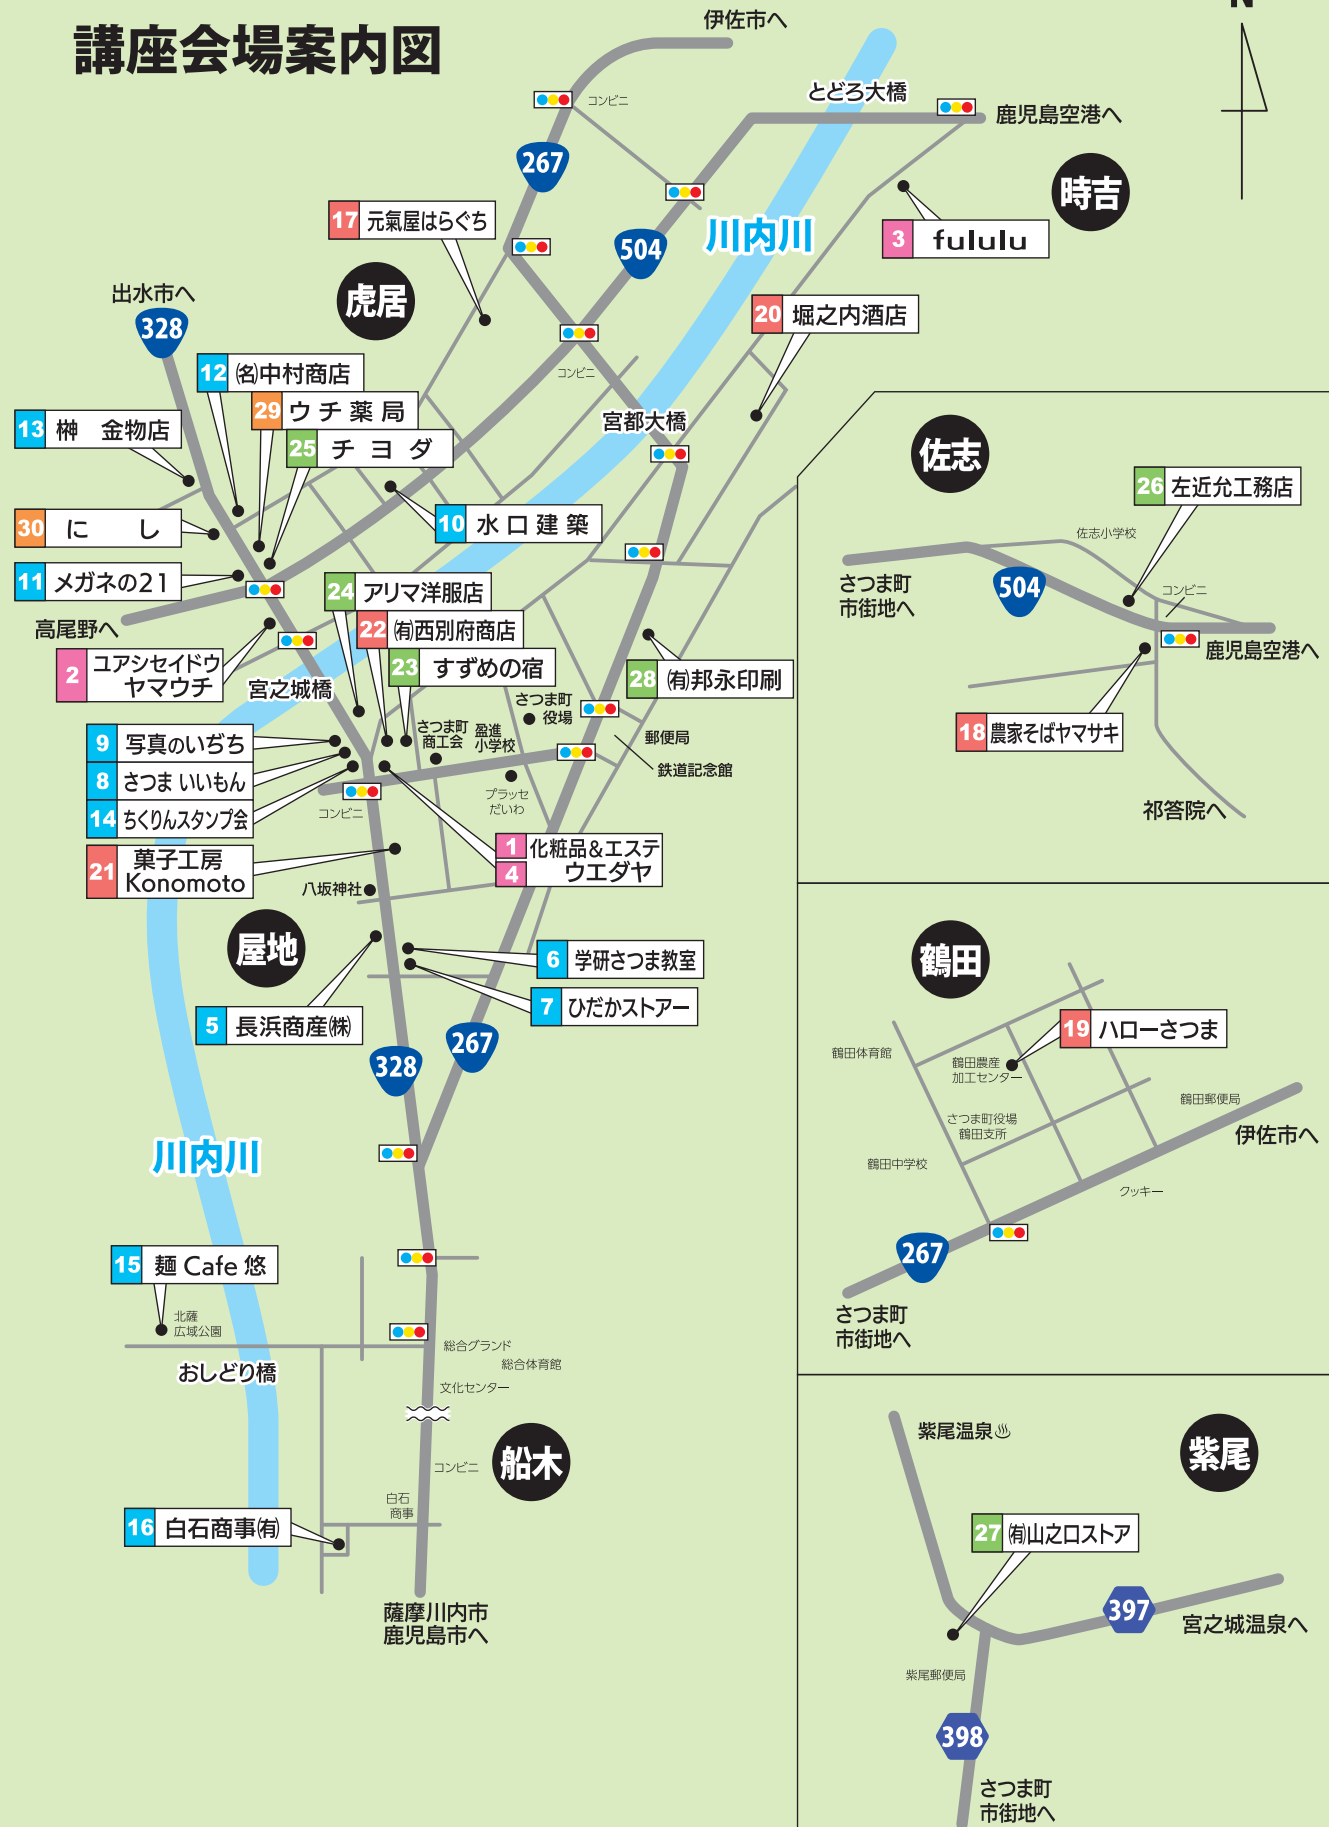 講座会場案内図
N
伊佐市へ
コンビニ
とどろ大橋
鹿児島空港へ
267
時吉
17 元氣屋はらぐち
504
川内川
3 fululu
虎居
出水市へ
328
20 堀之内酒店
コンビニ
12 ㈴中村商店
29 ウチ薬局
13 榊 金物店
25 チヨダ
宮都大橋
10 水口建築
30 にし
11 メガネの21
24 アリマ洋服店
22 ㈲西別府商店
23 すずめの宿
高尾野へ
2 ユアシセイドウ
ヤマウチ
宮之城橋
28 ㈲邦永印刷
さつま町
役場
さつま町
商工会
盈進
小学校
郵便局
鉄道記念館
9 写真のいぢち
8 さつま いいもん
14 ちくりんスタンプ会
コンビニ
プラッセ
だいわ
1 4 化粧品&エステ
ウエダヤ
21 菓子工房
Konomoto
八坂神社
屋地
6 学研さつま教室
7 ひだかストアー
5 長浜商産㈱
328
267
川内川
15 麺 Cafe 悠
北薩
広域公園
おしどり橋
総合グランド
総合体育館
文化センター
船木
コンビニ
白石
商事
16 白石商事㈲
薩摩川内市
鹿児島市へ
佐志
26 左近允工務店
佐志小学校
さつま町
市街地へ
504
コンビニ
鹿児島空港へ
18 農家そばヤマサキ
祁答院へ
鶴田
19 ハローさつま
鶴田体育館
鶴田農産
加工センター
鶴田郵便局
さつま町役場
鶴田支所
伊佐市へ
鶴田中学校
クッキー
267
さつま町
市街地へ
紫尾温泉♨
紫尾
27 ㈲山之口ストア
397
宮之城温泉へ
紫尾郵便局
398
さつま町
市街地へ